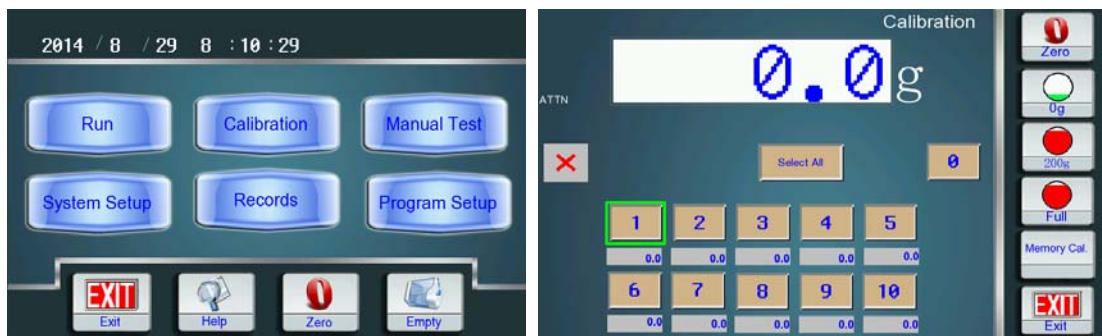 2014 / 8 / 29 8 : 10 : 29
Run Calibration Manual Test
System Setup Records Program Setup
EXIT
Exit Help Zero Empty
Calibration
0.0g
ATTN
Select All 0
1 2 3 4 5
0.0 0.0 0.0 0.0 0.0
6 7 8 9 10
0.0 0.0 0.0 0.0 0.0
Zero
0g
200g
Full
Memory Cal.
EXIT
Exit